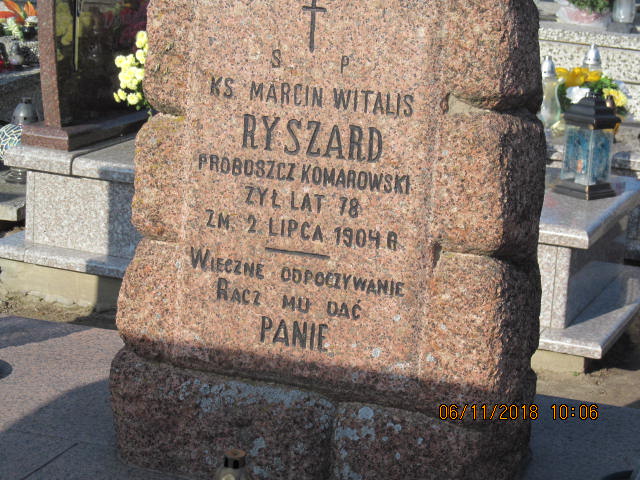 Ś P
KS. MARCIN WITALIS
RYSZARD
PROBOSZCZ KOMAROWSKI
ŻYŁ LAT 78
ZM. 2 LIPCA 1904 R.
WIECZNE ODPOCZYWANIE
RACZ MU DAĆ
PANIE
06/11/2018 10:06